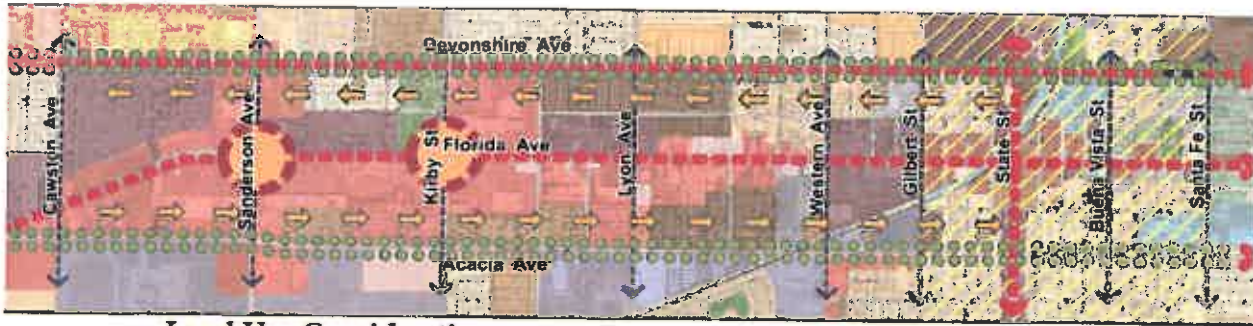 Devonshire Ave
Cawston Ave
Sanderson Ave
Kirby St
Florida Ave
Lyon Ave
Western Ave
Gilbert St
State St
Buena Vista St
Santa Fe St
Acacia Ave